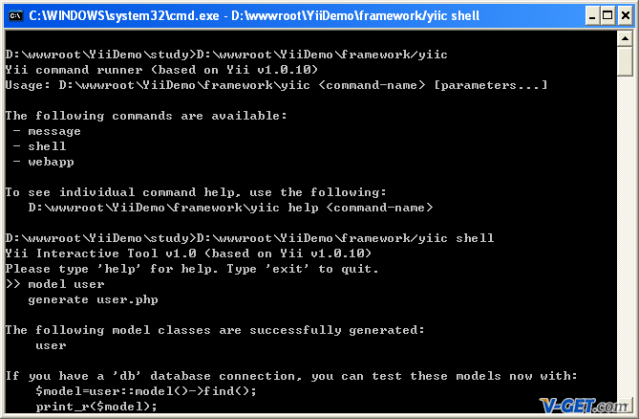 C:\WINDOWS\system32\cmd.exe - D:\wwwroot\YiiDemo\framework/yiic shell
D:\wwwroot\YiiDemo\study>D:\wwwroot\YiiDemo\framework/yiic
Yii command runner (based on Yii v1.0.10)
Usage: D:\wwwroot\YiiDemo\framework\yiic <command-name> [parameters...]
The following commands are available:
- message
- shell
- webapp
To see individual command help, use the following:
D:\wwwroot\YiiDemo\framework\yiic help <command-name>
D:\wwwroot\YiiDemo\study>D:\wwwroot\YiiDemo\framework/yiic shell
Yii Interactive Tool v1.0 (based on Yii v1.0.10)
Please type 'help' for help. Type 'exit' to quit.
>> model user
generate user.php
The following model classes are successfully generated:
user
If you have a 'db' database connection, you can test these models now with:
$model=user::model()->find();
print_r($model);
V-GET.com